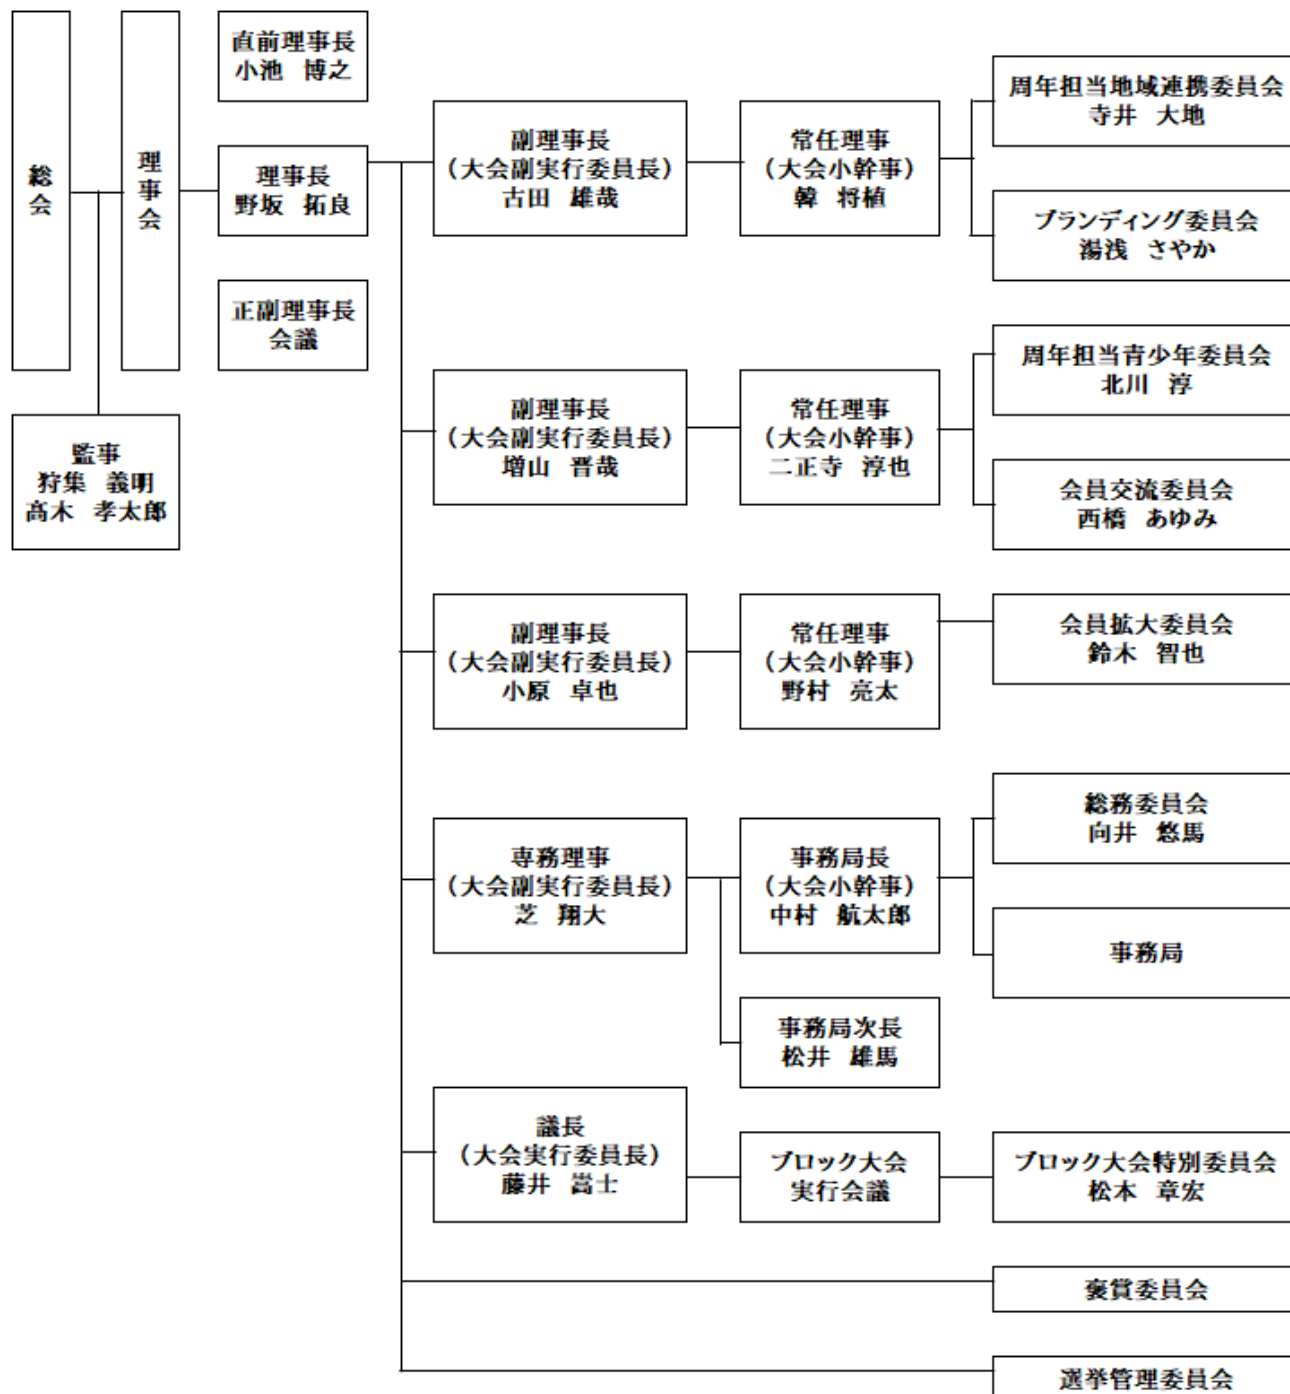 総会
理事会
直前理事長
小池 博之
理事長
野坂 拓良
正副理事長
会議
監事
狩集 義明
髙木 孝太郎
副理事長
（大会副実行委員長）
古田 雄哉
常任理事
（大会小幹事）
韓 将植
周年担当地域連携委員会
寺井 大地
ブランディング委員会
湯浅 さやか
副理事長
（大会副実行委員長）
増山 晋哉
常任理事
（大会小幹事）
二正寺 淳也
周年担当青少年委員会
北川 淳
会員交流委員会
西橋 あゆみ
副理事長
（大会副実行委員長）
小原 卓也
常任理事
（大会小幹事）
野村 亮太
会員拡大委員会
鈴木 智也
専務理事
（大会副実行委員長）
芝 翔大
事務局長
（大会小幹事）
中村 航太郎
総務委員会
向井 悠馬
事務局
事務局次長
松井 雄馬
議長
（大会実行委員長）
藤井 嵩士
ブロック大会
実行会議
ブロック大会特別委員会
松本 章宏
褒賞委員会
選挙管理委員会